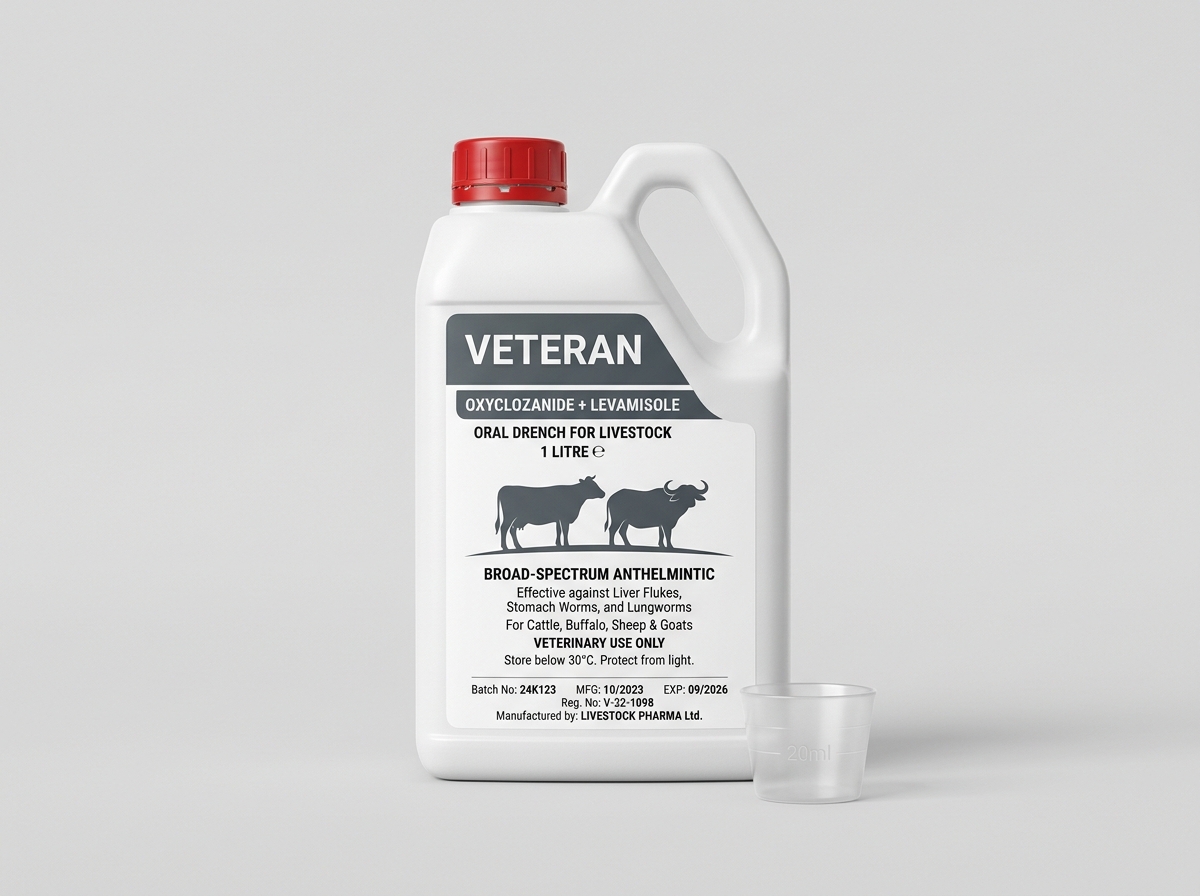 VETERAN
OXYCLOZANIDE + LEVAMISOLE
ORAL DRENCH FOR LIVESTOCK
1 LITRE ℮
BROAD-SPECTRUM ANTHELMINTIC
Effective against Liver Flukes,
Stomach Worms, and Lungworms
For Cattle, Buffalo, Sheep & Goats
VETERINARY USE ONLY
Store below 30°C. Protect from light.
Batch No: 24K123 MFG: 10/2023 EXP: 09/2026
Reg. No: V-32-1098
Manufactured by: LIVESTOCK PHARMA Ltd.
20ml